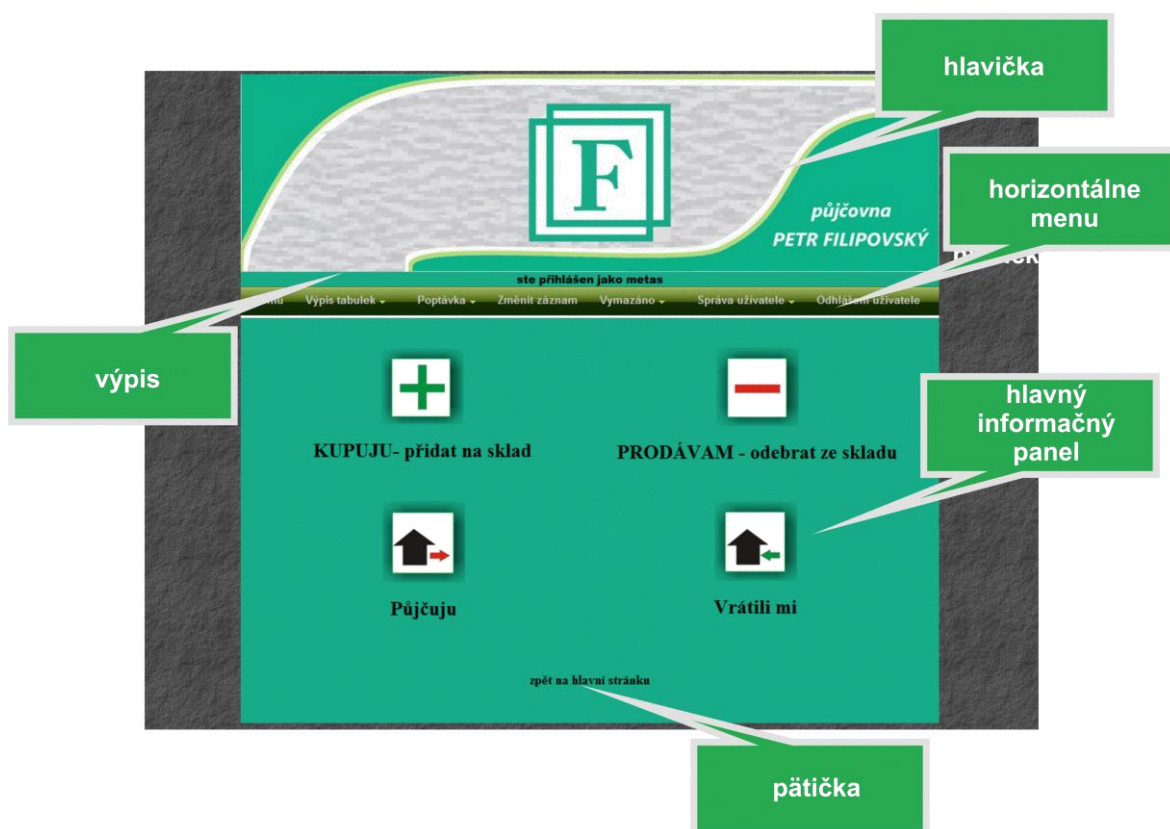 hlavička
F
půjčovna
PETR FILIPOVSKÝ
horizontálne
menu
ste přihlášen jako metas
Výpis tabulek Poptávka Změnit záznam Vymazáno Správa uživatele Odhlášení uživatele
výpis
hlavný
informačný
panel
KUPUJU- přidat na sklad
PRODÁVAM - odebrat ze skladu
Půjčuju
Vrátili mi
zpět na hlavní stránku
pätička